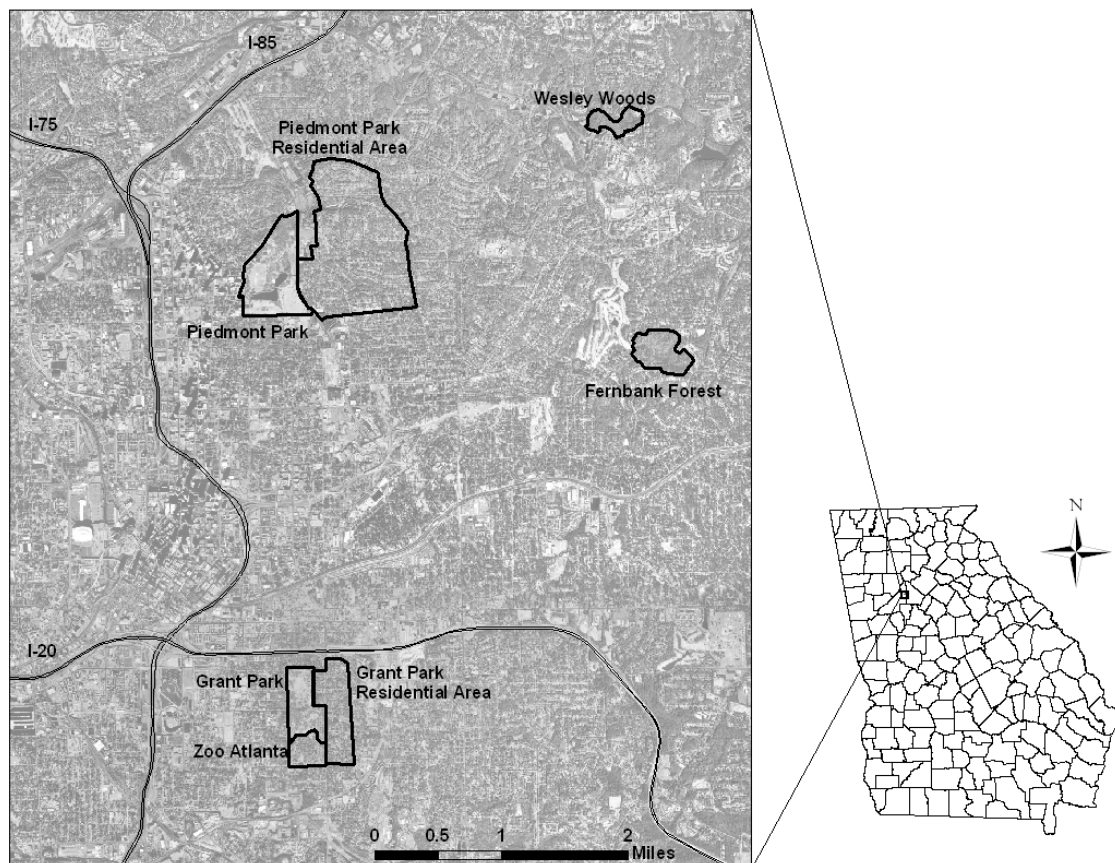 I-85
Wesley Woods
I-75
Piedmont Park
Residential Area
Piedmont Park
Fernbank Forest
N
I-20
Grant Park
Grant Park
Residential Area
Zoo Atlanta
0 0.5 1 2
Miles